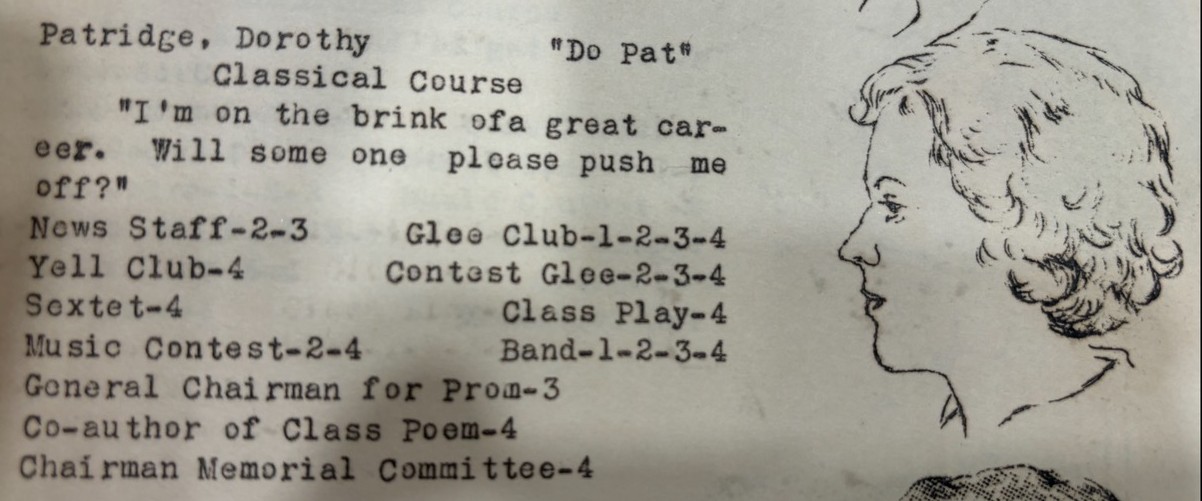 Patridge, Dorothy "Do Pat"
Classical Course
"I'm on the brink ofa great car-
eer. Will some one please push me
off?"
News Staff-2-3 Glee Club-1-2-3-4
Yell Club-4 Contest Glee-2-3-4
Sextet-4 Class Play-4
Music Contest-2-4 Band-1-2-3-4
General Chairman for Prom-3
Co-author of Class Poem-4
Chairman Memorial Committee-4